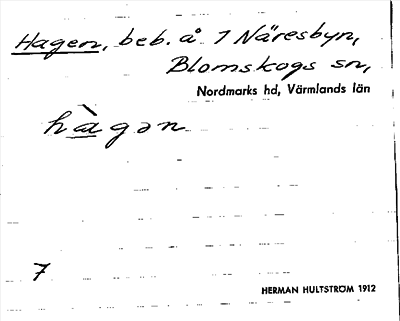 Hagen, beb. å 1 Näresbyn,
Blomskogs sn,
Nordmarks hd, Värmlands län
hàgən
7
HERMAN HULTSTRÖM 1912